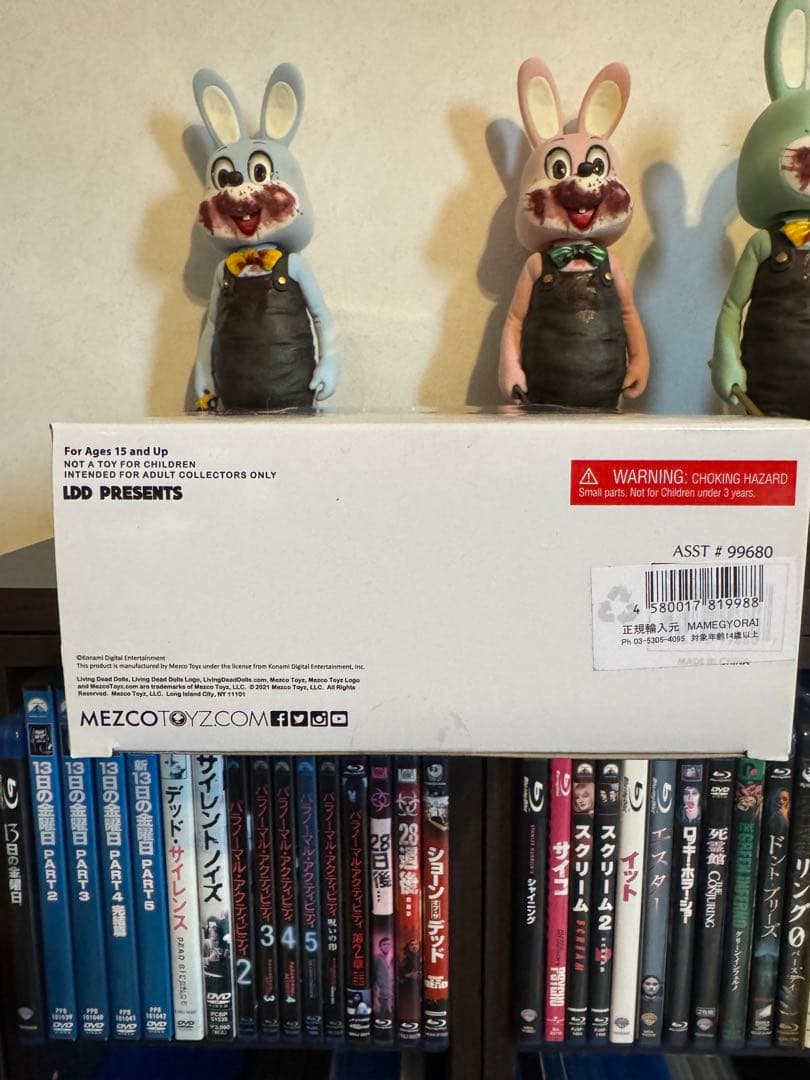 For Ages 15 and Up
NOT A TOY FOR CHILDREN
INTENDED FOR ADULT COLLECTORS ONLY
LDD PRESENTS
WARNING: CHOKING HAZARD
Small parts. Not for Children under 3 years.
ASST # 99680
4 580017 819988
正規輸入元 MAMEGYORAI
Ph 03-5305-4095 対象年齢14歳以上
MADE IN CHINA
©Konami Digital Entertainment
This product is manufactured by Mezco Toyz under the license from Konami Digital Entertainment, Inc.
Living Dead Dolls, Living Dead Dolls Logo, LivingDeadDolls.com, Mezco Toyz, Mezco Toyz Logo
and MezcoToyz.com are trademarks of Mezco Toyz, LLC. © 2021 Mezco Toyz, LLC. All Rights
Reserved. Mezco Toyz, LLC. Long Island City, NY 11101
MEZCOTOYZ.COM
13日の金曜日
13日の金曜日 PART2
13日の金曜日 PART3
13日の金曜日 PART4 完結編
新13日の金曜日 PART5
デッド・サイレンス DEAD SILENCE
サイレントノイズ
パラノーマル・アクティビティ2
パラノーマル・アクティビティ3
パラノーマル・アクティビティ4
パラノーマル・アクティビティ5
パラノーマル・アクティビティ 呪いの印
パラノーマル・アクティビティ 第2章
28日後...
28週後...
ショーン・オブ・ザ・デッド
シャイニング
サイコ PSYCHO
スクリーム SCREAM
スクリーム2
イット
エスター
ロッキー・ホラー・ショー
死霊館 THE CONJURING
THE GREEN INFERNO グリーン・インフェルノ
ドント・ブリーズ
リング0 バースデイ